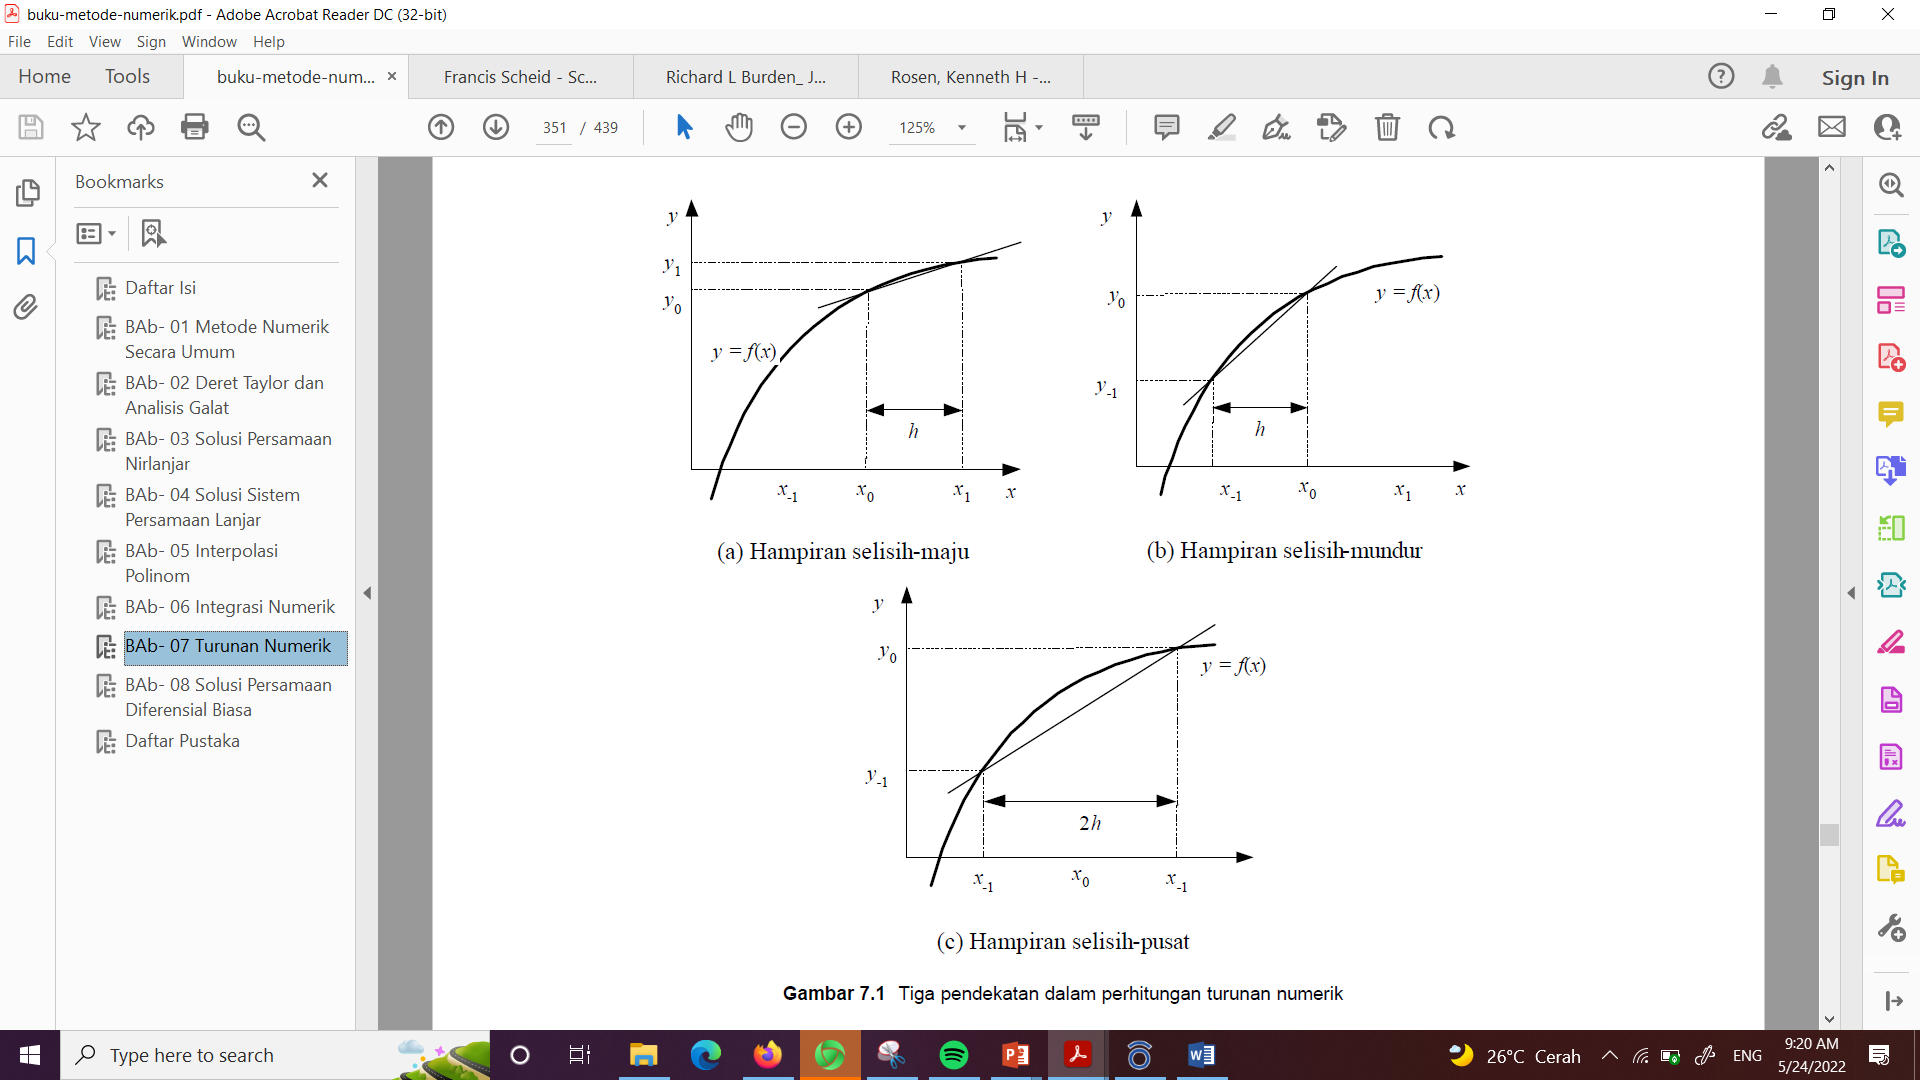 buku-metode-numerik.pdf - Adobe Acrobat Reader DC (32-bit)
File Edit View Sign Window Help
Home Tools buku-metode-num... × Francis Scheid - Sc... Richard L Burden_ J... Rosen, Kenneth H -... Sign In
351 / 439 125%
Bookmarks
Daftar Isi
BAb- 01 Metode Numerik
Secara Umum
BAb- 02 Deret Taylor dan
Analisis Galat
BAb- 03 Solusi Persamaan
Nirlanjar
BAb- 04 Solusi Sistem
Persamaan Lanjar
BAb- 05 Interpolasi
Polinom
BAb- 06 Integrasi Numerik
BAb- 07 Turunan Numerik
BAb- 08 Solusi Persamaan
Diferensial Biasa
Daftar Pustaka
y
y1
y0
y = f(x)
h
x-1 x0 x1 x
(a) Hampiran selisih-maju
y
y0
y = f(x)
y-1
h
x-1 x0 x1 x
(b) Hampiran selisih-mundur
y
y0
y = f(x)
y-1
2h
x-1 x0 x-1
(c) Hampiran selisih-pusat
Gambar 7.1 Tiga pendekatan dalam perhitungan turunan numerik
Type here to search
26°C Cerah
ENG
9:20 AM
5/24/2022